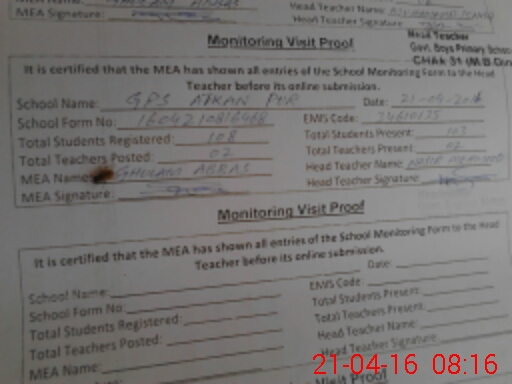 MEA Name:
MEA Signature:
Head Teacher Name:
Head Teacher Signature
Head Teacher
Govt. Boys Primary School
CHAK 51 (M.B) Din
Monitoring Visit Proof
It is certified that the MEA has shown all entries of the School Monitoring Form to the Head
Teacher before its online submission.
School Name: GPS Date: 21-04-2016
School Form No: EMIS Code:
Total Students Registered: 108 Total Students Present: 103
Total Teachers Posted: 02 Total Teachers Present: 02
MEA Name: GHULAM ABBAS Head Teacher Name:
MEA Signature: Head Teacher Signature
Monitoring Visit Proof
It is certified that the MEA has shown all entries of the School Monitoring Form to the Head
Teacher before its online submission.
School Name: Date:
School Form No: EMIS Code:
Total Students Registered: Total Students Present:
Total Teachers Posted: Total Teachers Present:
MEA Name: Head Teacher Name:
Head Teacher Signature:
Visit Proof
21-04-16 08:16